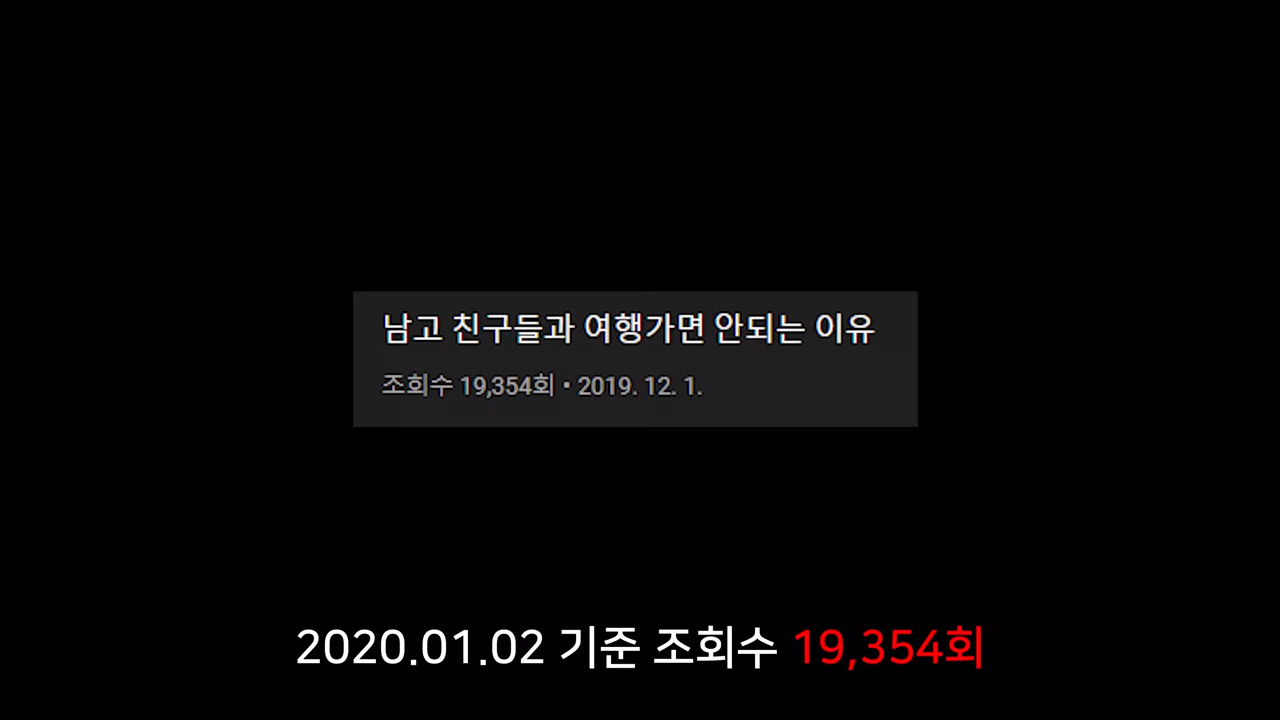 남고 친구들과 여행가면 안되는 이유
조회수 19,354회 • 2019. 12. 1.
2020.01.02 기준 조회수 19,354회